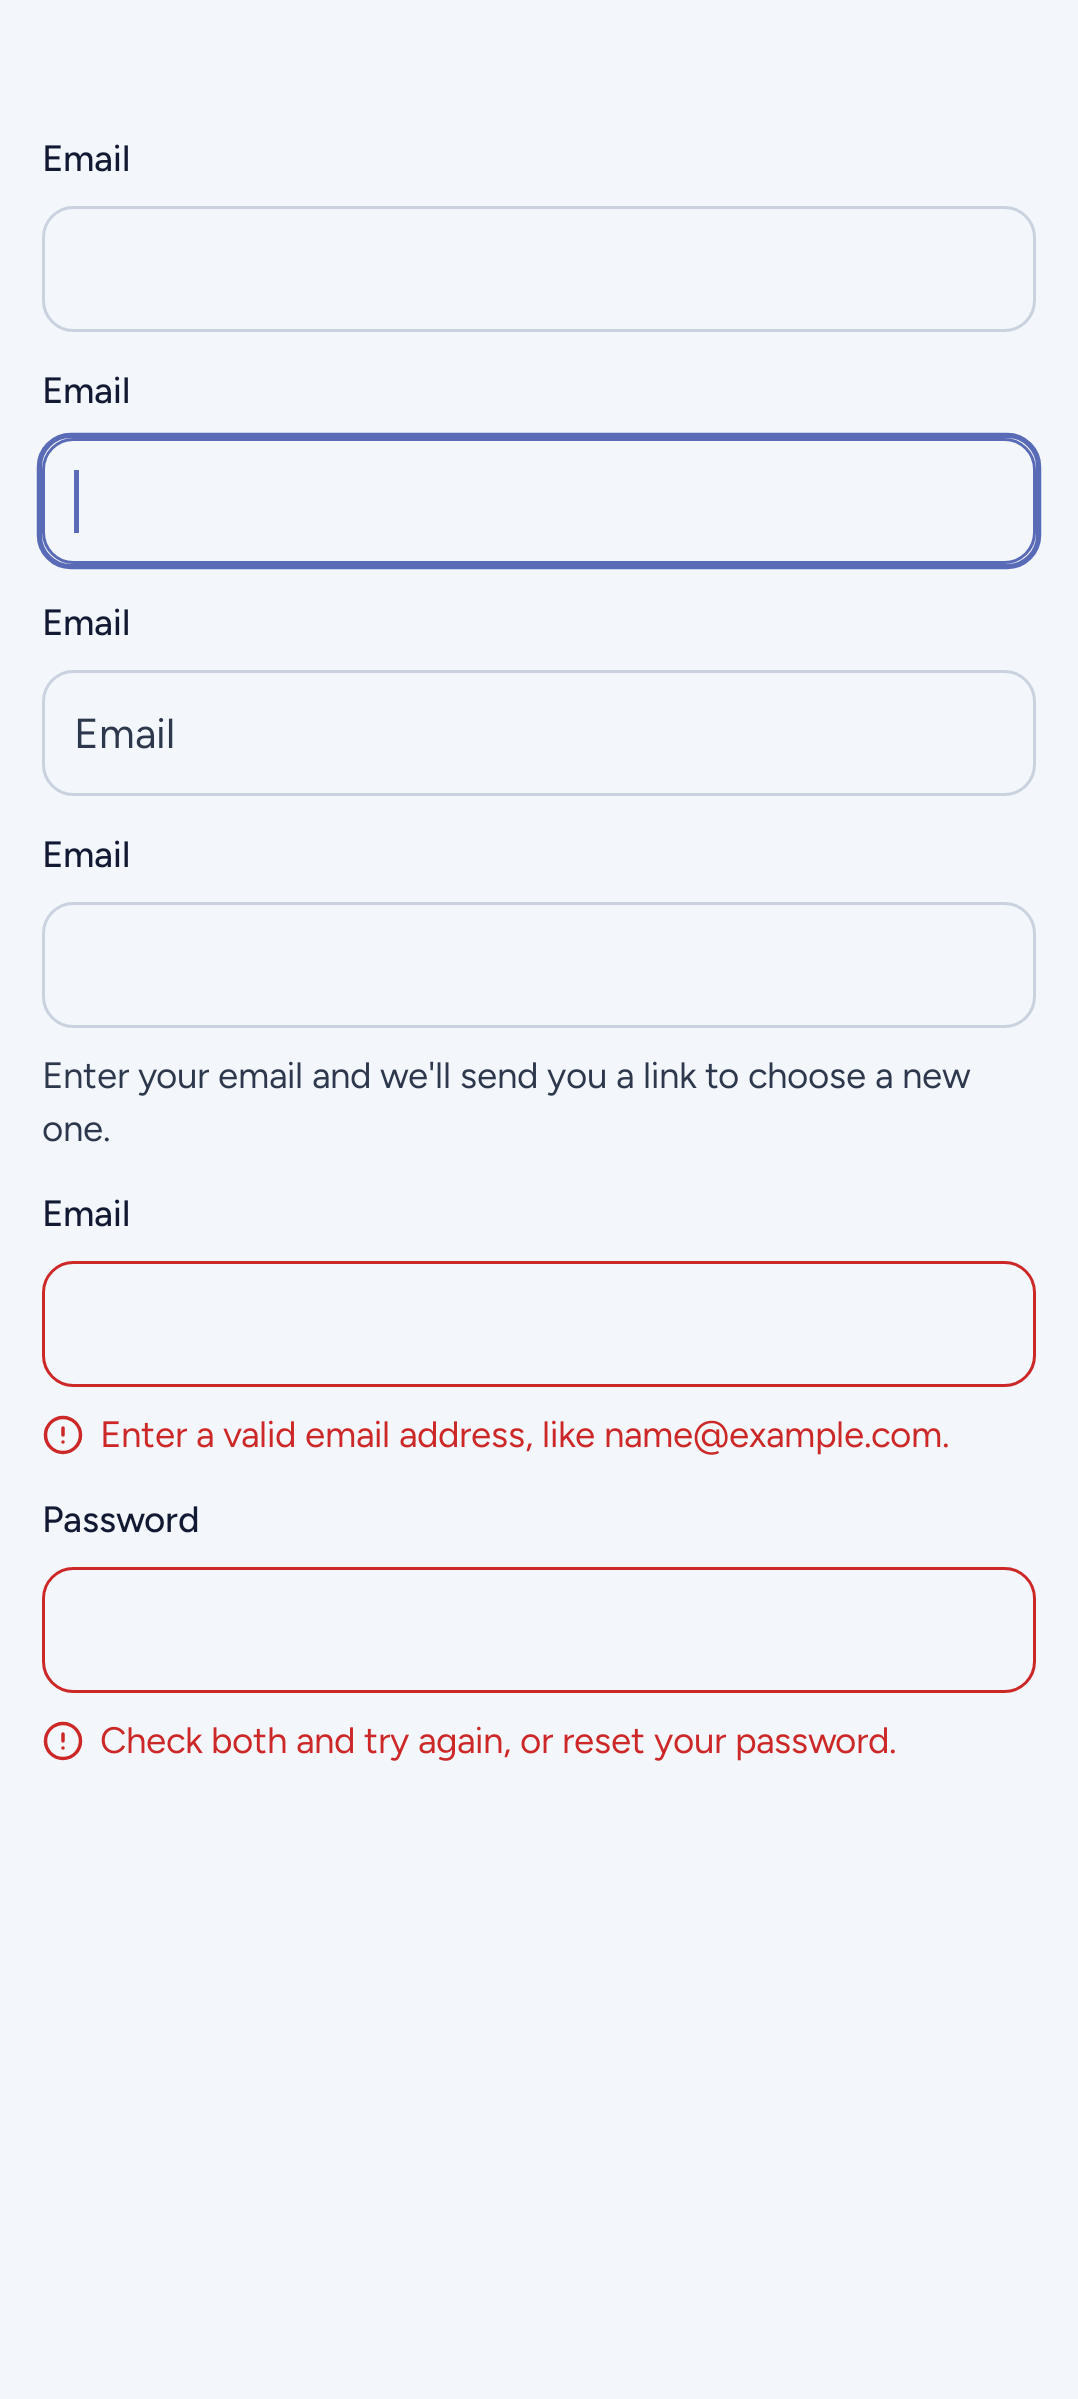 Email
Email
Email
Email
Email
Enter your email and we'll send you a link to choose a new
one.
Email
Enter a valid email address, like name@example.com.
Password
Check both and try again, or reset your password.